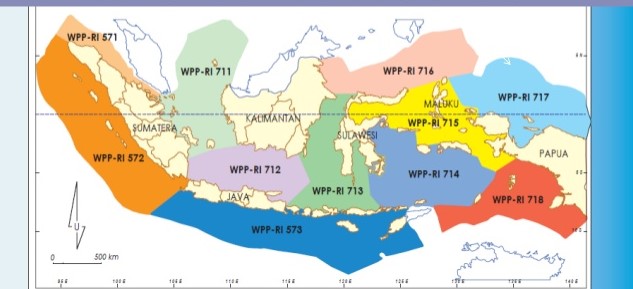 WPP-RI 571
WPP-RI 711
WPP-RI 716
WPP-RI 717
MALUKU
SUMATERA
KALIMANTAN
WPP-RI 715
SULAWESI
PAPUA
WPP-RI 572
WPP-RI 712
WPP-RI 714
WPP-RI 713
JAVA
WPP-RI 718
WPP-RI 573
U
0 500 km